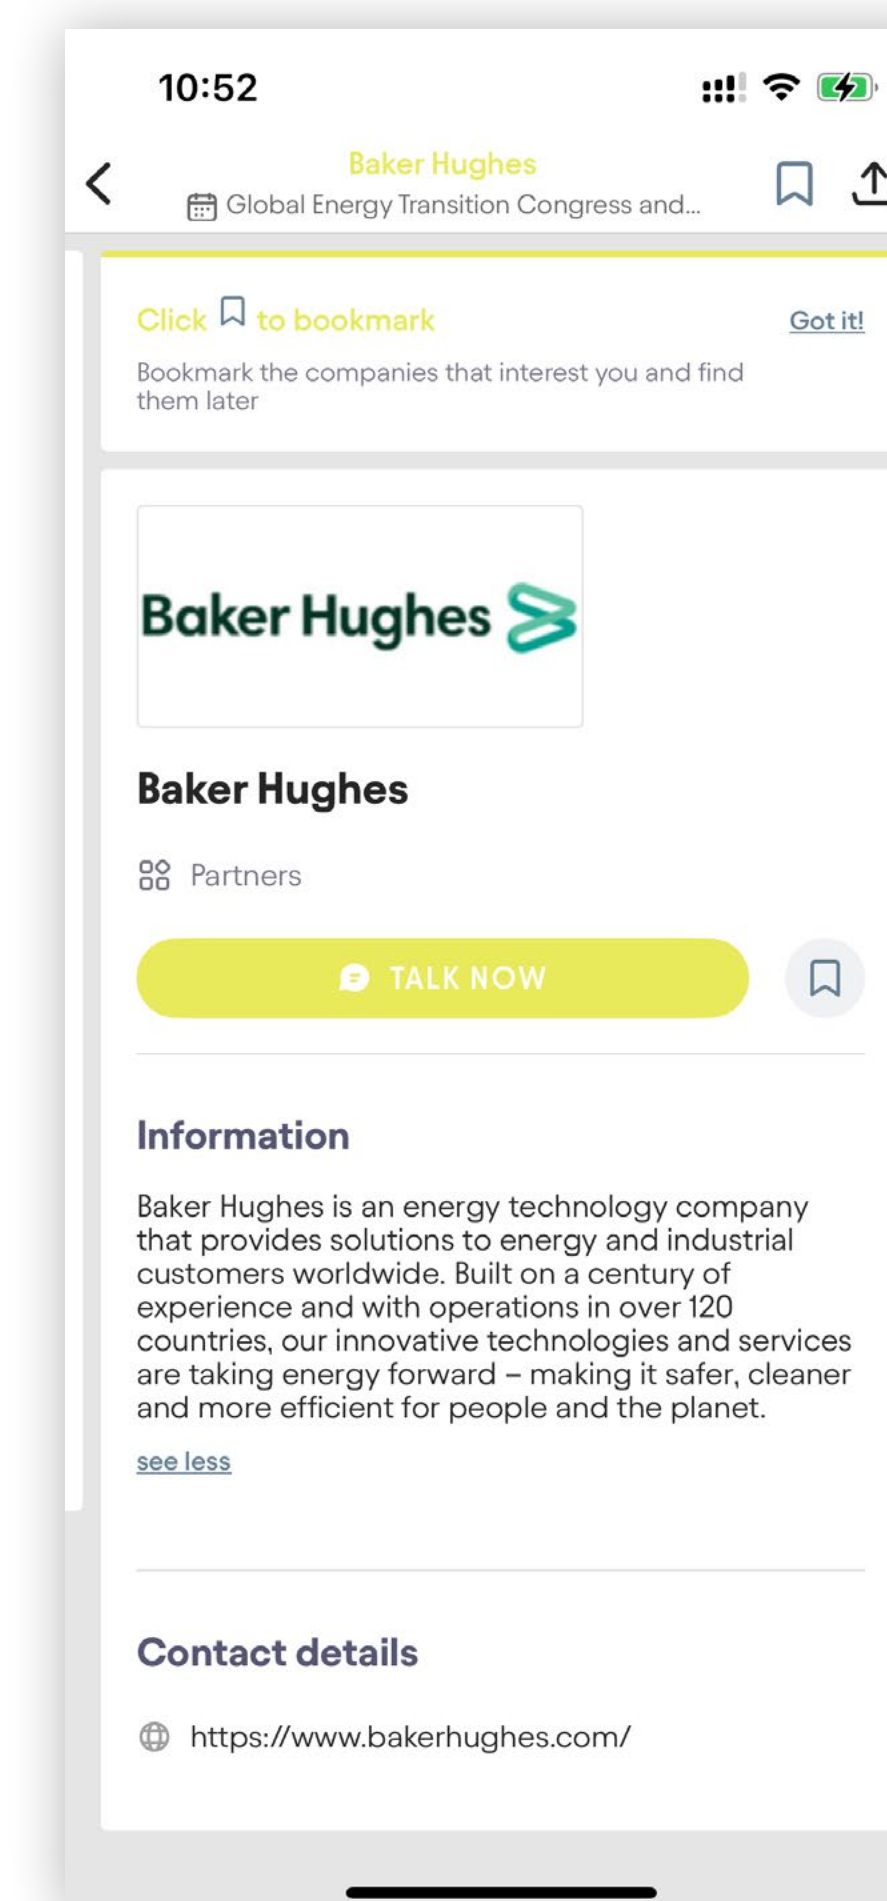 10:52
Baker Hughes
Global Energy Transition Congress and...
Click to bookmark
Got it!
Bookmark the companies that interest you and find
them later
Baker Hughes
Baker Hughes
Partners
TALK NOW
Information
Baker Hughes is an energy technology company
that provides solutions to energy and industrial
customers worldwide. Built on a century of
experience and with operations in over 120
countries, our innovative technologies and services
are taking energy forward – making it safer, cleaner
and more efficient for people and the planet.
see less
Contact details
https://www.bakerhughes.com/